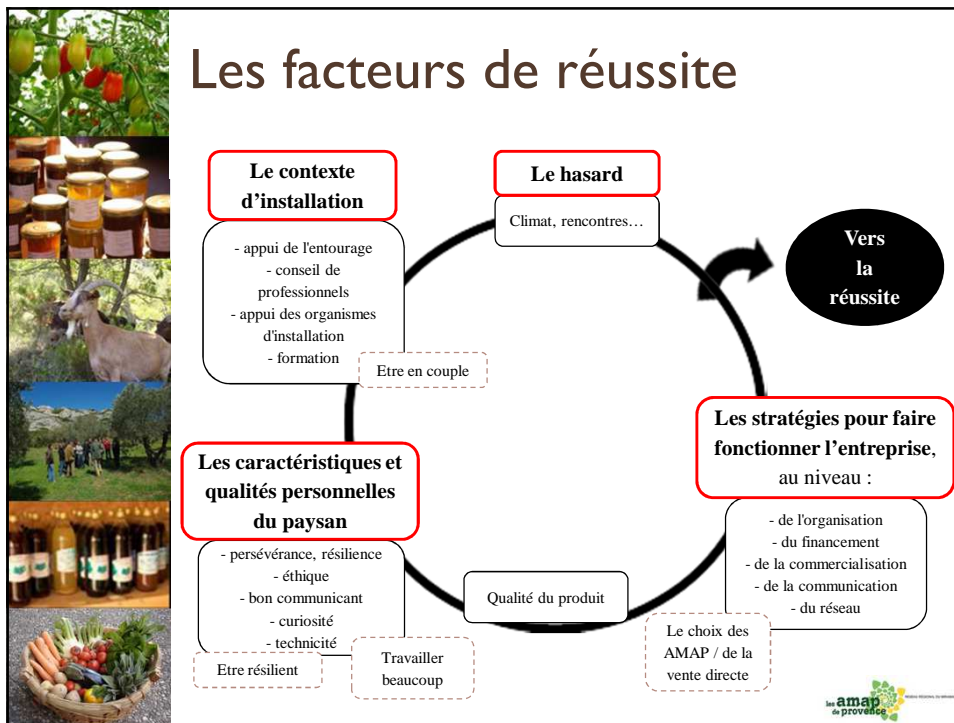 Les facteurs de réussite
Le contexte
d'installation
- appui de l'entourage
- conseil de
professionnels
- appui des organismes
d'installation
- formation
Etre en couple
Le hasard
Climat, rencontres…
Vers
la
réussite
Les stratégies pour faire
fonctionner l'entreprise,
au niveau :
- de l'organisation
- du financement
- de la commercialisation
- de la communication
- du réseau
Le choix des
AMAP / de la
vente directe
Qualité du produit
Les caractéristiques et
qualités personnelles
du paysan
- persévérance, résilience
- éthique
- bon communicant
- curiosité
- technicité
Etre résilient
Travailler
beaucoup
les amap
de provence